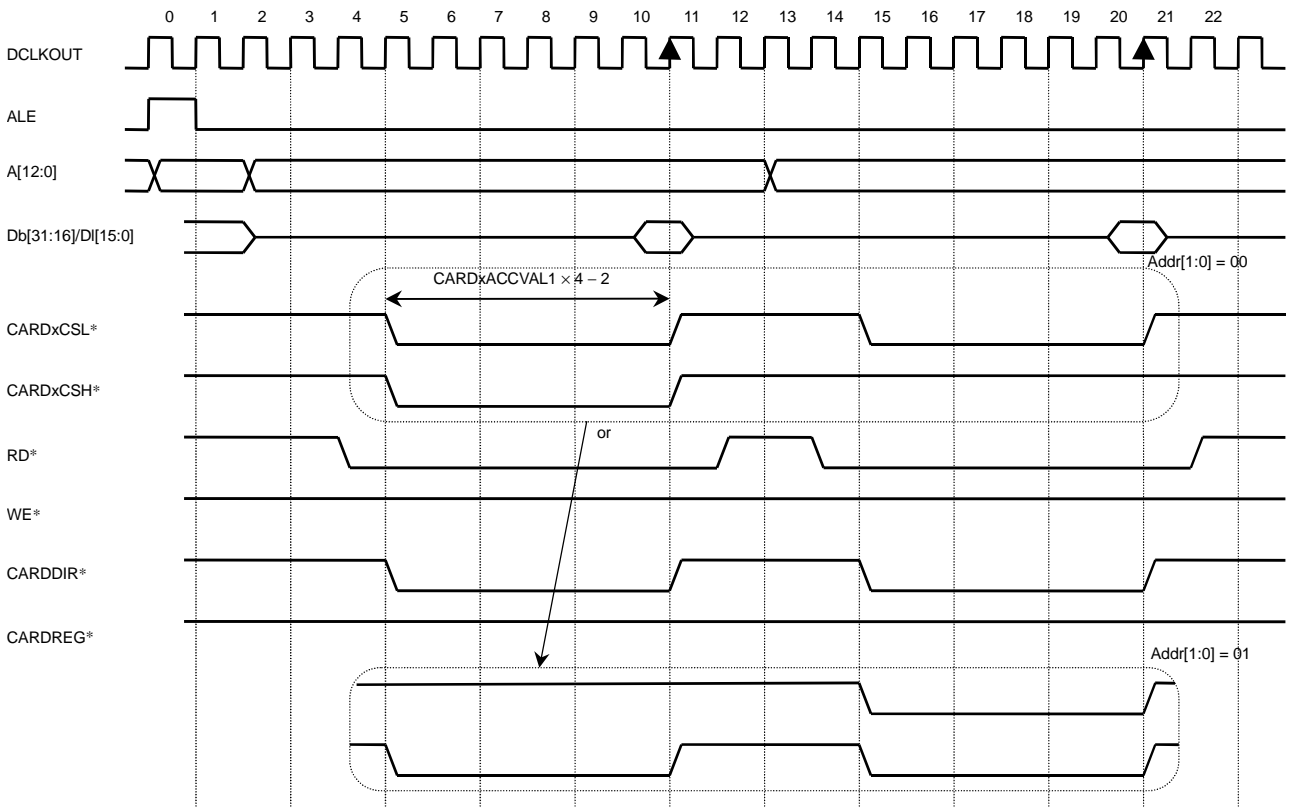 0 1 2 3 4 5 6 7 8 9 10 11 12 13 14 15 16 17 18 19 20 21 22
DCLKOUT
ALE
A[12:0]
Db[31:16]/Dl[15:0]
Addr[1:0] = 00
CARDxACCVAL1 × 4 − 2
CARDxCSL*
CARDxCSH*
or
RD*
WE*
CARDDIR*
CARDREG*
Addr[1:0] = 01